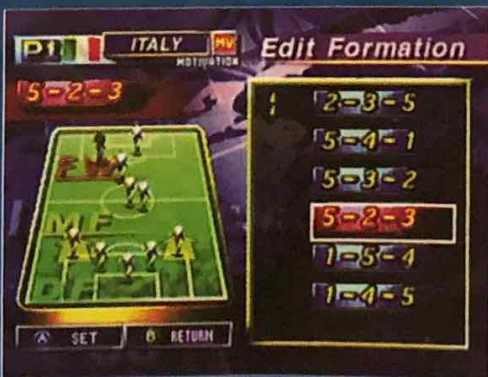 P1 ITALY MV
MOTIVATION
Edit Formation
5-2-3
FW
MF
DF
A SET B RETURN
1 2-3-5
5-4-1
5-3-2
5-2-3
1-5-4
1-4-5